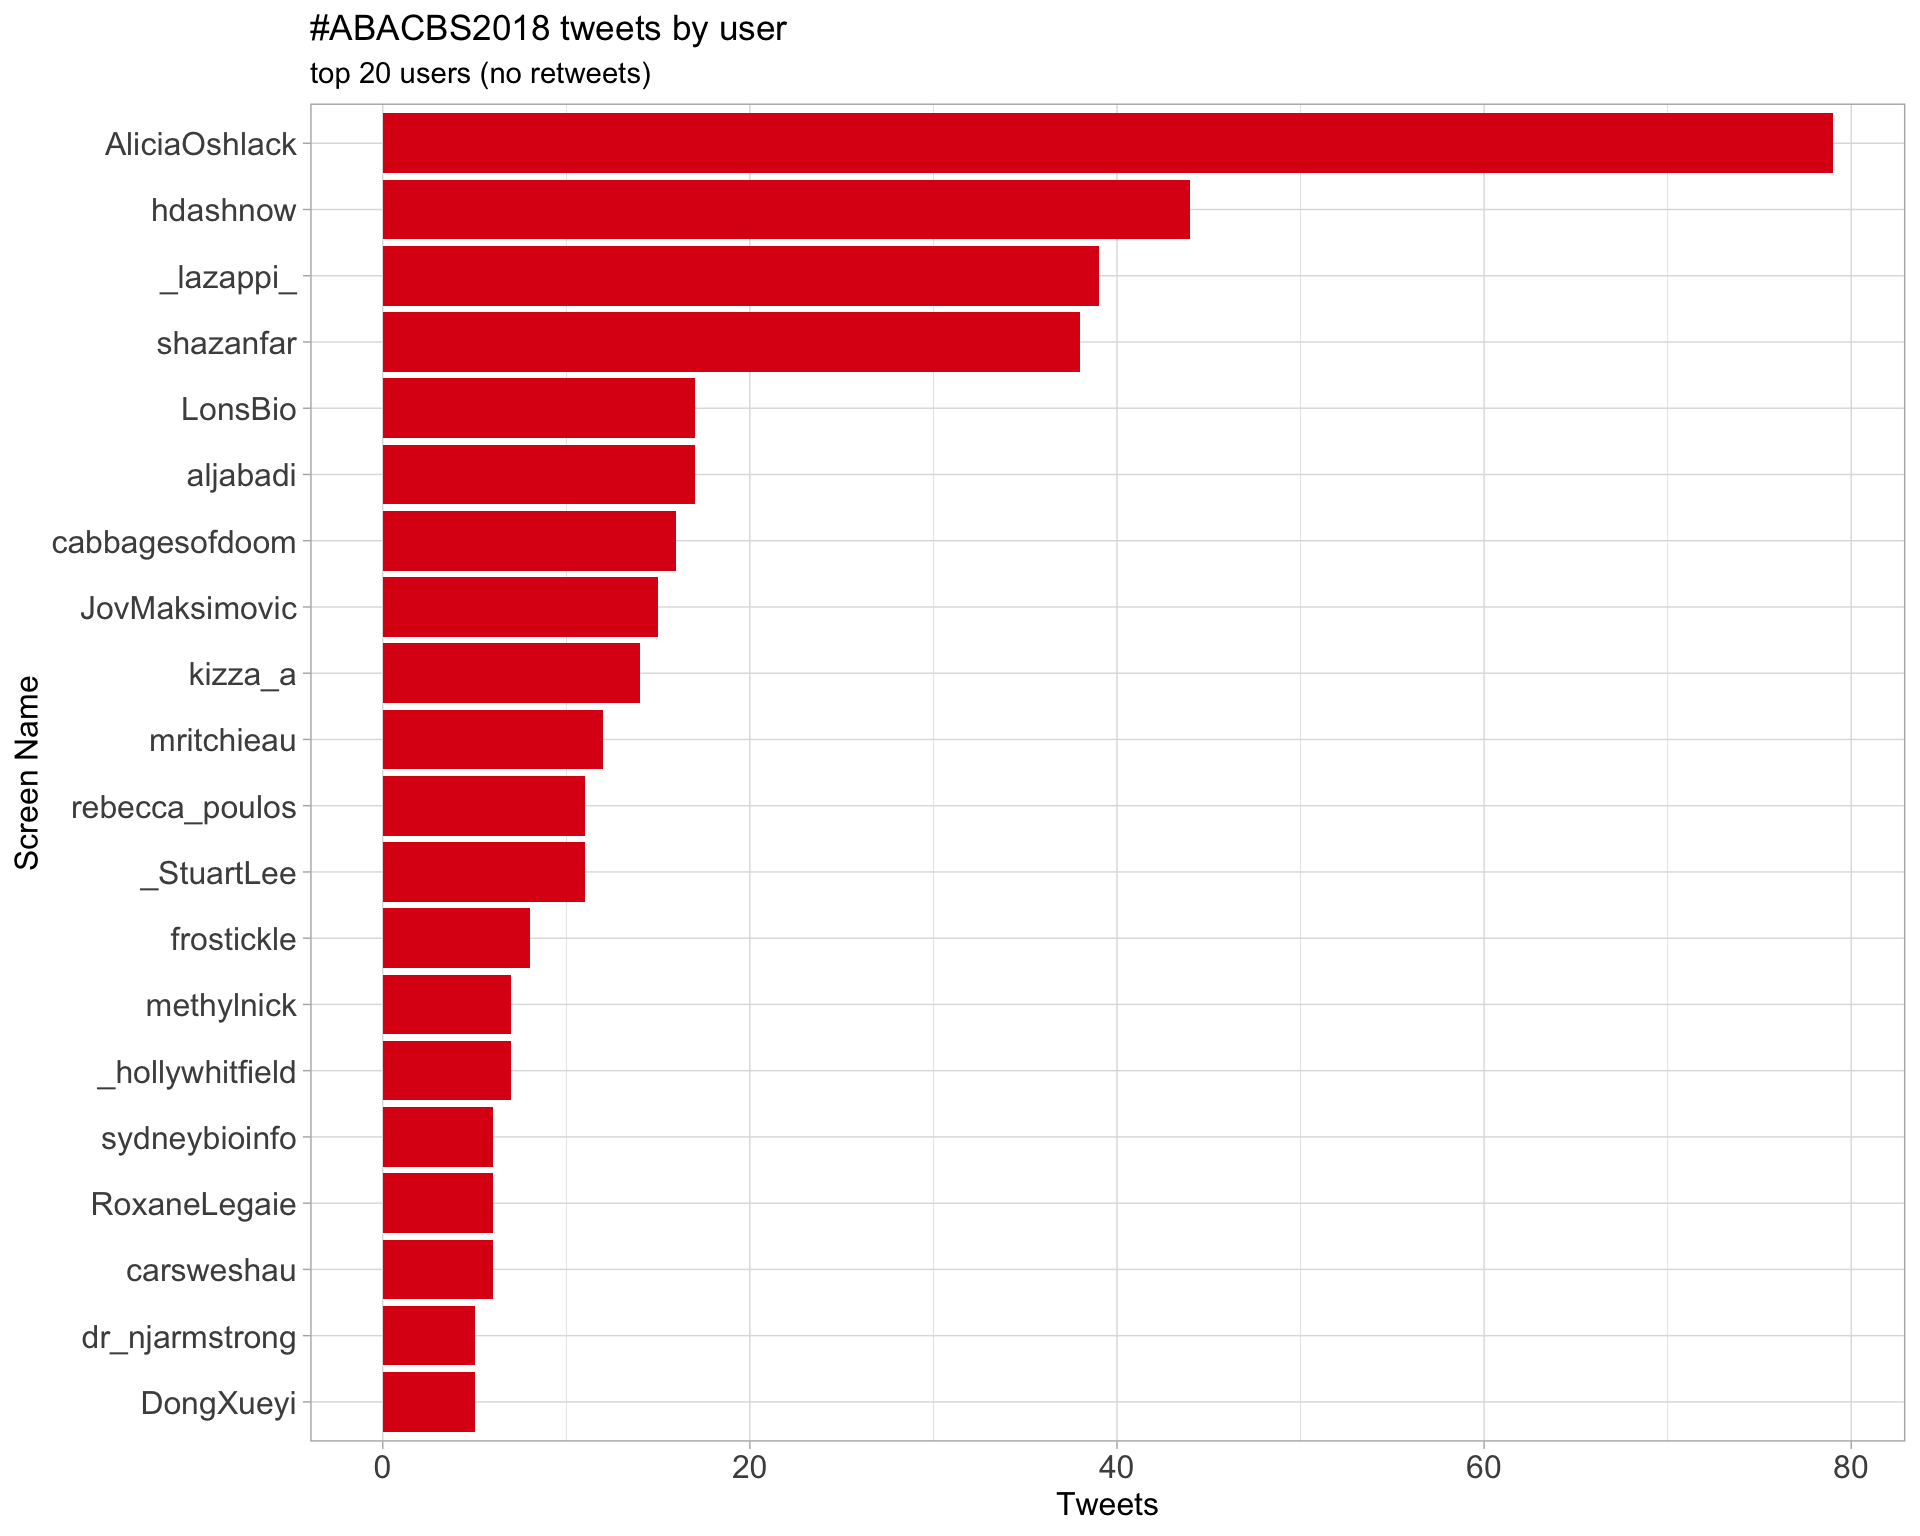 #ABACBS2018 tweets by user
top 20 users (no retweets)
Screen Name
AliciaOshlack
hdashnow
_lazappi_
shazanfar
LonsBio
aljabadi
cabbagesofdoom
JovMaksimovic
kizza_a
mritchieau
rebecca_poulos
_StuartLee
frostickle
methylnick
_hollywhitfield
sydneybioinfo
RoxaneLegaie
carsweshau
dr_njarmstrong
DongXueyi
0 20 40 60 80
Tweets